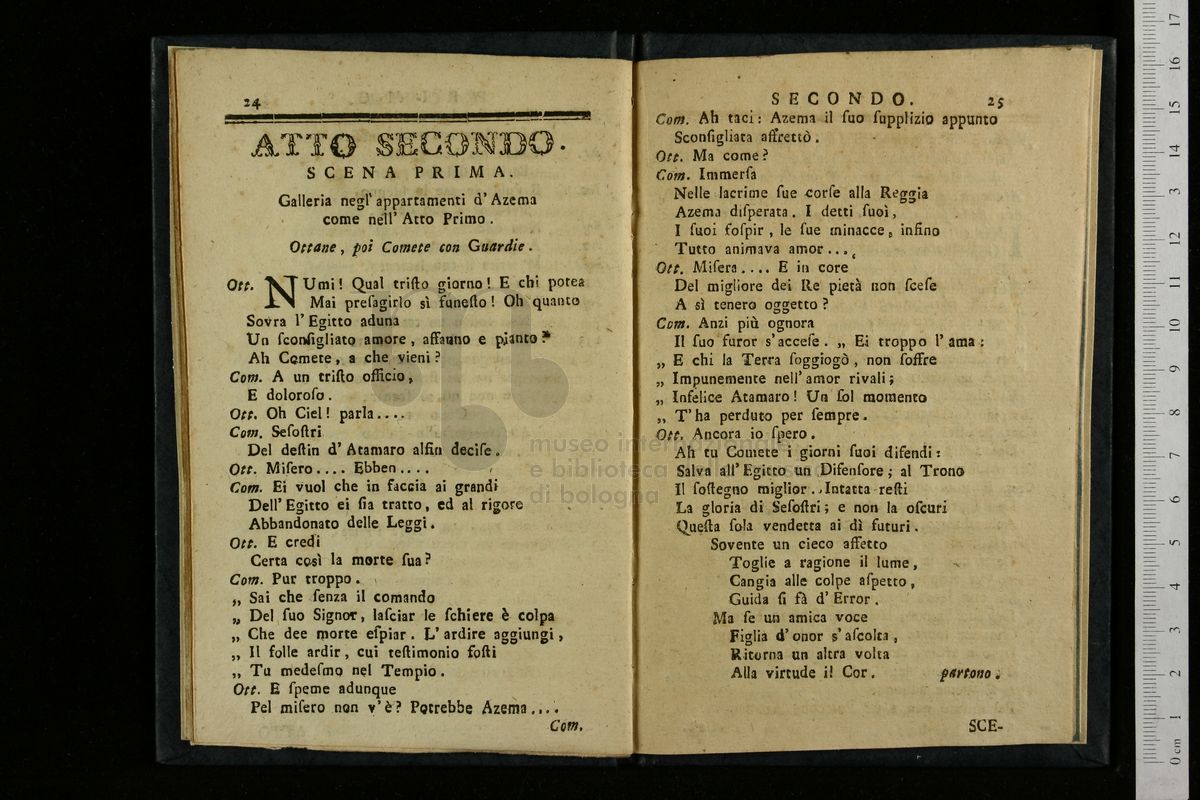 24
ATTO SECONDO.
SCENA PRIMA.
Galleria negl' appartamenti d' Azema
come nell' Atto Primo.
Ottane, poi Comete con Guardie.
Ott. NUmi! Qual triſto giorno! E chi potea
Mai preſagirlo sì funeſto! Oh quanto
Sovra l' Egitto aduna
Un ſconſigliato amore, affanno e pianto?
Ah Comete, a che vieni?
Com. A un triſto officio,
E doloroſo.
Ott. Oh Ciel! parla....
Com. Seſoſtri
Del deſtin d' Atamaro alfin deciſe.
Ott. Miſero.... Ebben....
Com. Ei vuol che in faccia ai grandi
Dell' Egitto ei ſia tratto, ed al rigore
Abbandonato delle Leggi.
Ott. E credi
Certa così la morte ſua?
Com. Pur troppo.
„ Sai che ſenza il comando
„ Del ſuo Signor, laſciar le ſchiere è colpa
„ Che dee morte eſpiar. L' ardire aggiungi,
„ Il folle ardir, cui teſtimonio foſti
„ Tu medeſmo nel Tempio.
Ott. E ſpeme adunque
Pel miſero non v' è? Potrebbe Azema....
Com.
SECONDO. 25
Com. Ah taci: Azema il ſuo ſupplizio appunto
Sconſigliata affrettò.
Ott. Ma come?
Com. Immerſa
Nelle lacrime ſue corſe alla Reggia
Azema diſperata. I detti ſuoi,
I ſuoi ſoſpir, le ſue minacce, infino
Tutto animava amor....
Ott. Miſera.... E in core
Del migliore dei Re pietà non ſceſe
A sì tenero oggetto?
Com. Anzi più ognora
Il ſuo furor s' acceſe. „ Ei troppo l' ama:
„ E chi la Terra ſoggiogò, non ſoffre
„ Impunemente nell' amor rivali;
„ Infelice Atamaro! Un ſol momento
„ T' ha perduto per ſempre.
Ott. Ancora io ſpero.
Ah tu Comete i giorni ſuoi difendi:
Salva all' Egitto un Difenſore; al Trono
Il ſoſtegno miglior.. Intatta reſti
La gloria di Seſoſtri; e non la oſcuri
Queſta ſola vendetta ai dì futuri.
Sovente un cieco affetto
Toglie a ragione il lume,
Cangia alle colpe aſpetto,
Guida ſi fà d' Error.
Ma ſe un amica voce
Figlia d' onor s' aſcolta,
Ritorna un altra volta
Alla virtude il Cor. partono.
SCE-
museo internazionale
e biblioteca
di bologna